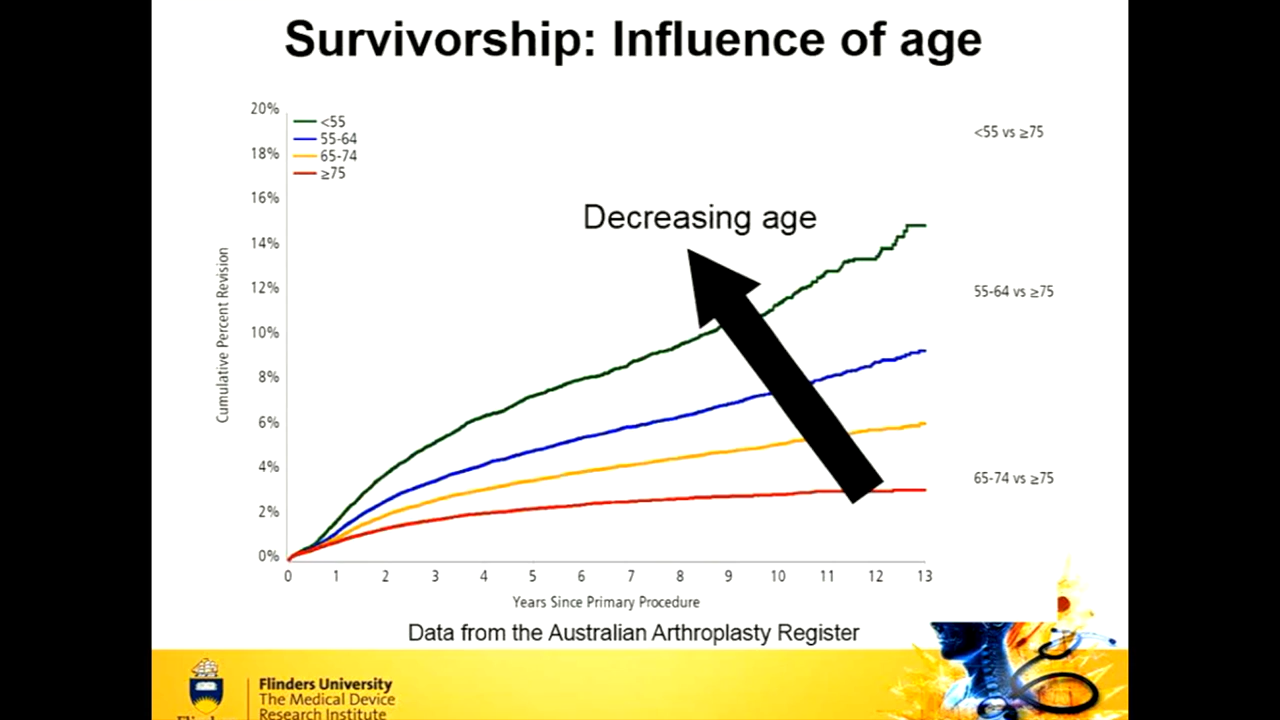 Survivorship: Influence of age
20%
18%
16%
14%
12%
10%
8%
6%
4%
2%
0%
Cumulative Percent Revision
<55
55-64
65-74
≥75
Decreasing age
<55 vs ≥75
55-64 vs ≥75
65-74 vs ≥75
0 1 2 3 4 5 6 7 8 9 10 11 12 13
Years Since Primary Procedure
Data from the Australian Arthroplasty Register
Flinders University
The Medical Device
Research Institute